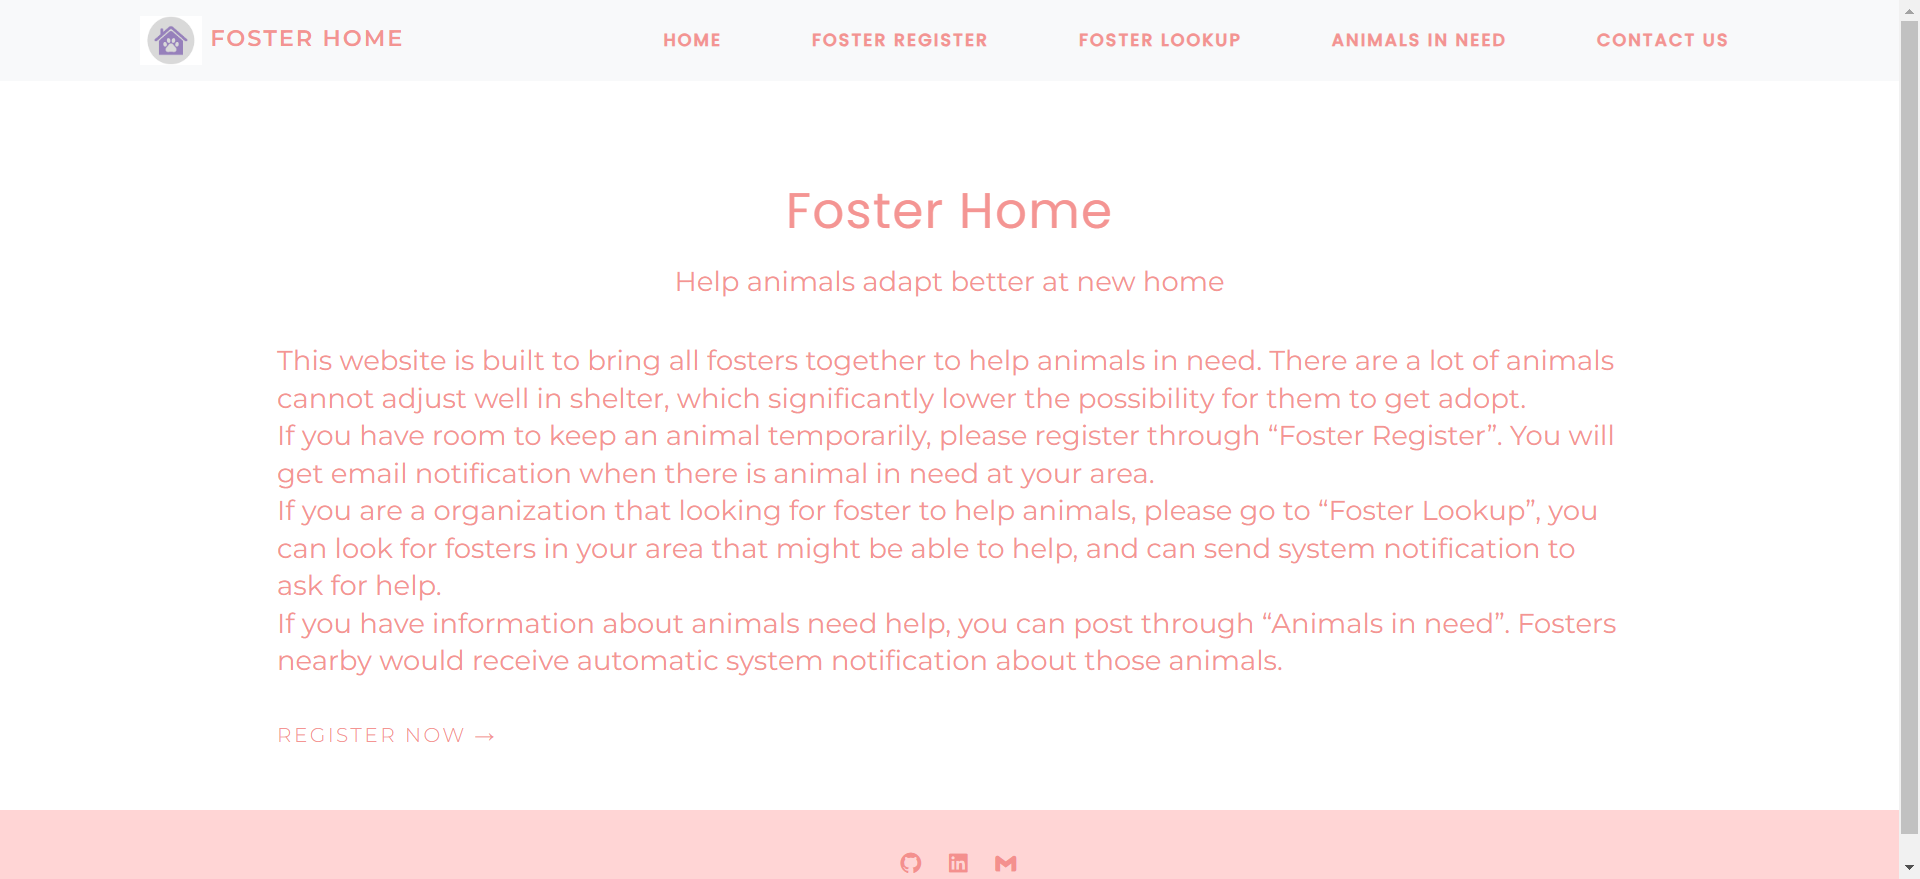 FOSTER HOME
HOME
FOSTER REGISTER
FOSTER LOOKUP
ANIMALS IN NEED
CONTACT US
Foster Home
Help animals adapt better at new home
This website is built to bring all fosters together to help animals in need. There are a lot of animals
cannot adjust well in shelter, which significantly lower the possibility for them to get adopt.
If you have room to keep an animal temporarily, please register through “Foster Register”. You will
get email notification when there is animal in need at your area.
If you are a organization that looking for foster to help animals, please go to “Foster Lookup”, you
can look for fosters in your area that might be able to help, and can send system notification to
ask for help.
If you have information about animals need help, you can post through “Animals in need”. Fosters
nearby would receive automatic system notification about those animals.
REGISTER NOW →